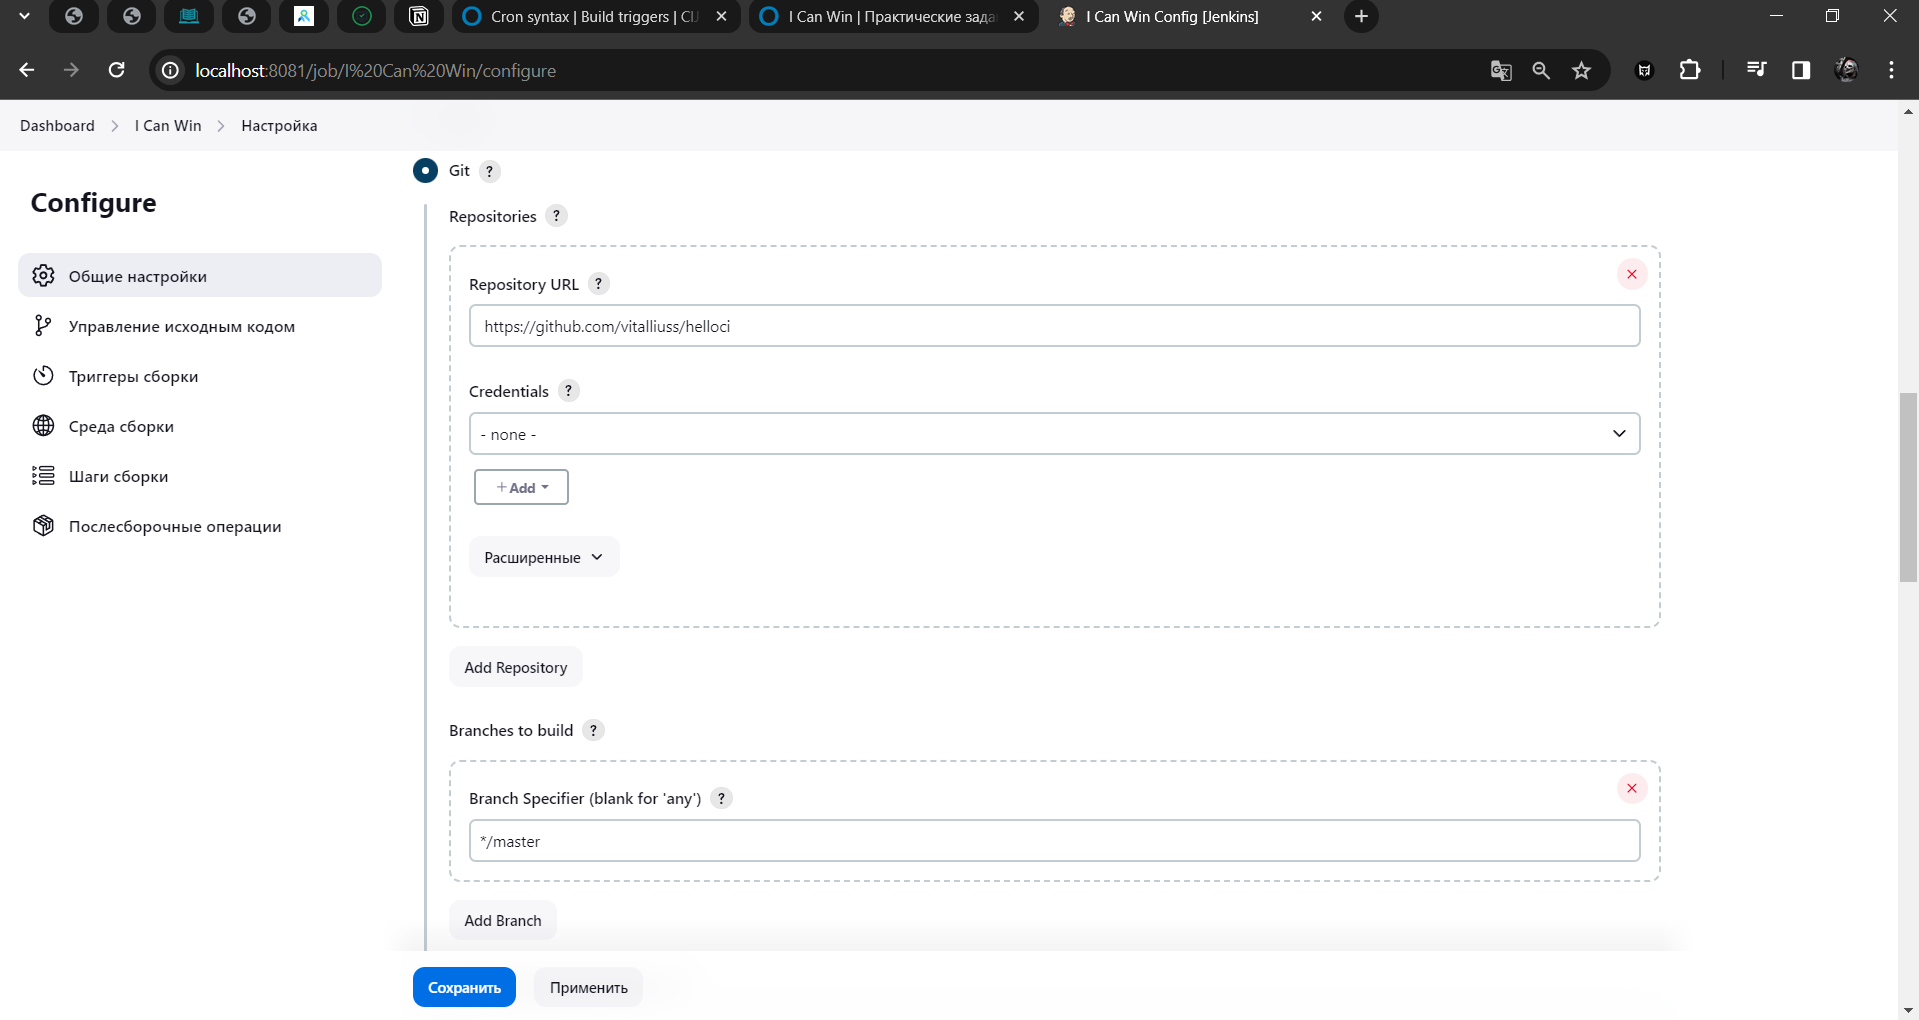 Cron syntax | Build triggers | CI.
I Can Win | Практические зада
I Can Win Config [Jenkins]
localhost:8081/job/I%20Can%20Win/configure
Dashboard
I Can Win
Настройка
Configure
Общие настройки
Управление исходным кодом
Триггеры сборки
Среда сборки
Шаги сборки
Послесборочные операции
Git ?
Repositories ?
Repository URL ?
https://github.com/vitalliuss/helloci
Credentials ?
- none -
+ Add
Расширенные
Add Repository
Branches to build ?
Branch Specifier (blank for 'any') ?
*/master
Add Branch
Сохранить
Применить